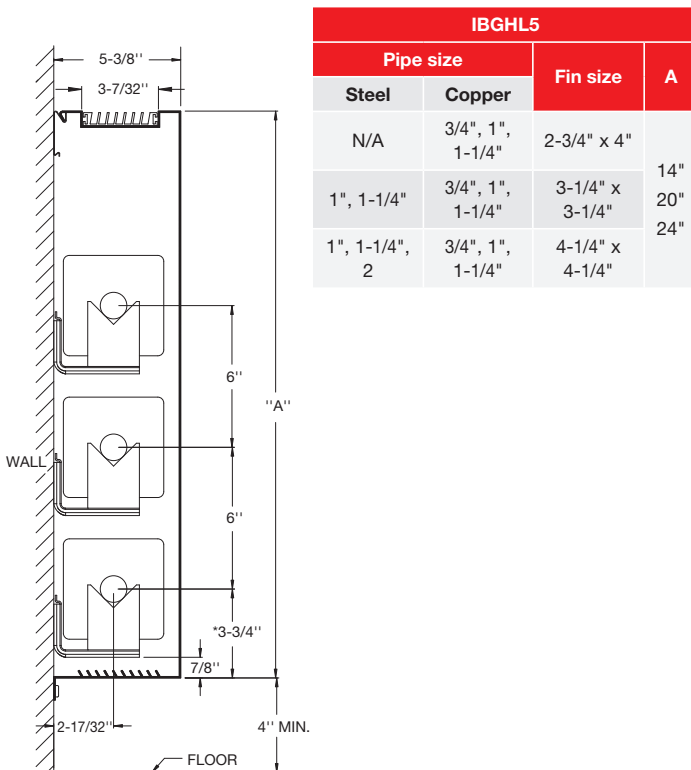 5-3/8''
3-7/32''
6''
''A''
WALL
6''
*3-3/4''
7/8''
2-17/32''
4'' MIN.
FLOOR
IBGHL5
Pipe size
Fin size
A
Steel
Copper
N/A
3/4", 1",
1-1/4"
2-3/4" x 4"
1", 1-1/4"
3/4", 1",
1-1/4"
3-1/4" x
3-1/4"
1", 1-1/4",
2
3/4", 1",
1-1/4"
4-1/4" x
4-1/4"
14"
20"
24"